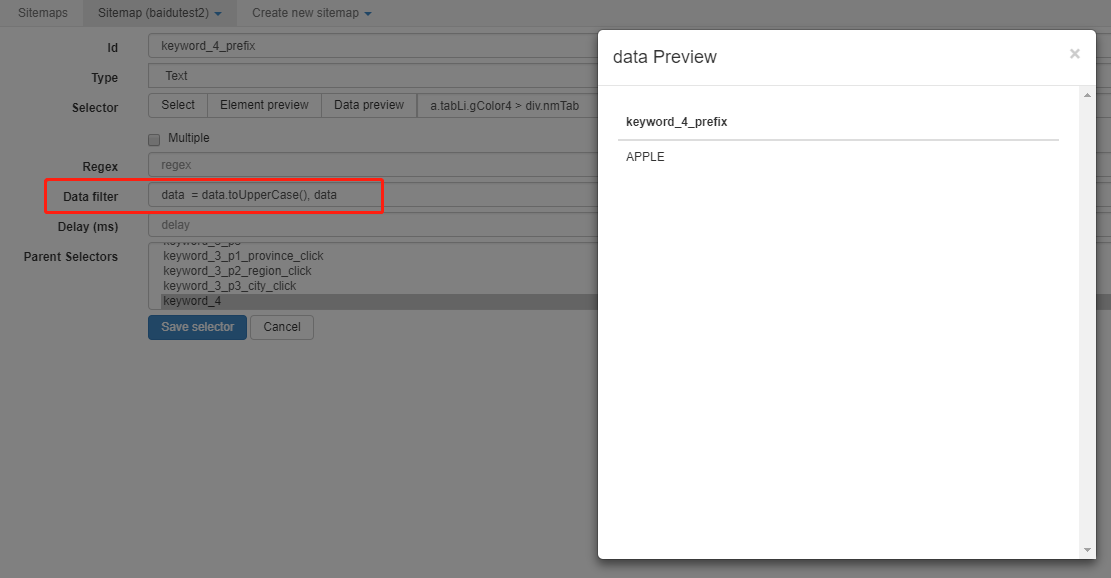 Sitemaps Sitemap (baidutest2) Create new sitemap
Id keyword_4_prefix
Type Text
Selector Select Element preview Data preview a.tabLi.gColor4 > div.nmTab
Multiple
Regex regex
Data filter data = data.toUpperCase(), data
Delay (ms) delay
Parent Selectors
keyword_3_p1_province_click
keyword_3_p2_region_click
keyword_3_p3_city_click
keyword_4
Save selector Cancel
data Preview ×
keyword_4_prefix
APPLE